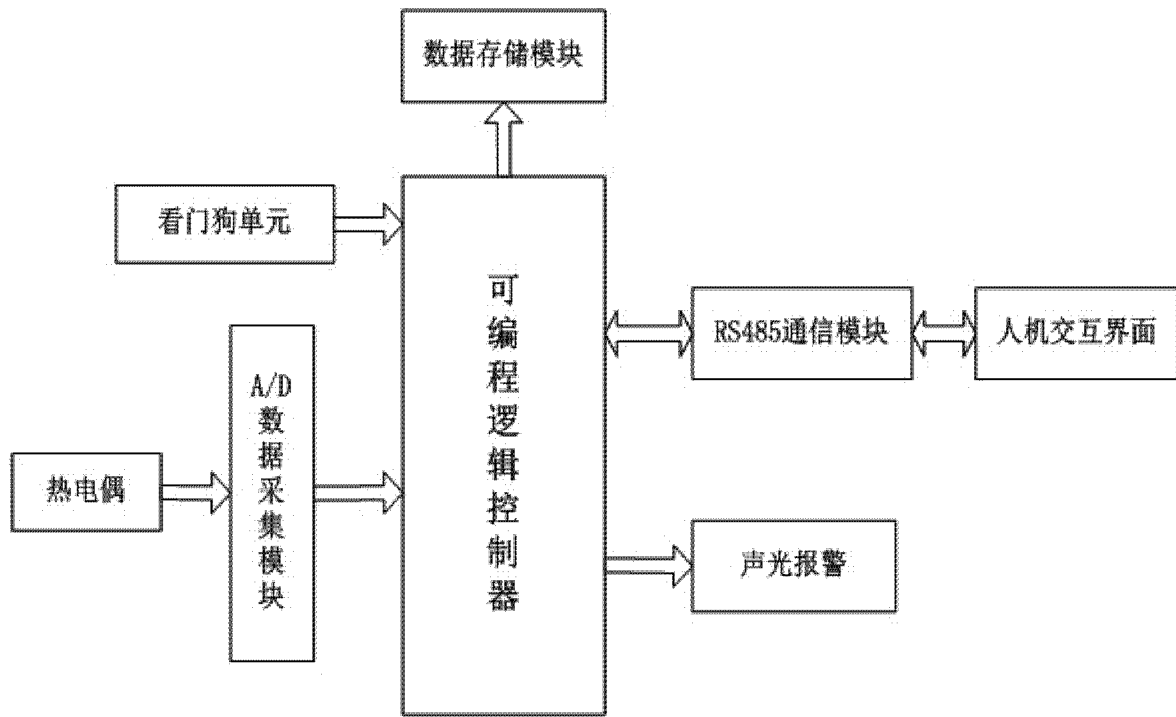 数据存储模块
看门狗单元
可编程逻辑控制器
RS485通信模块
人机交互界面
A/D数据采集模块
热电偶
声光报警